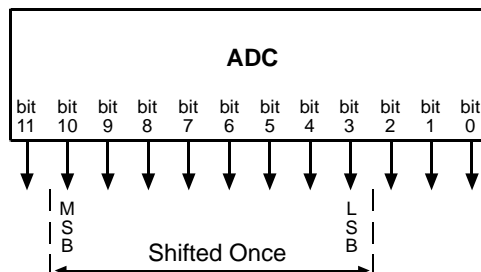 ADC
bit bit bit bit bit bit bit bit bit bit bit bit
11 10 9 8 7 6 5 4 3 2 1 0
M L
S S
B B
Shifted Once